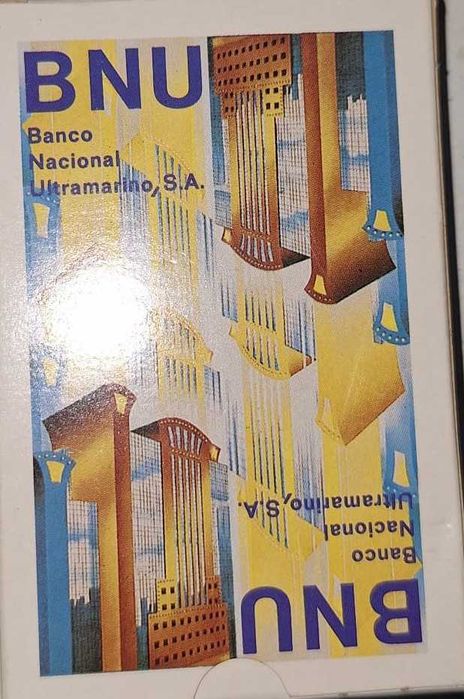 BNU
Banco
Nacional
Ultramarino, S.A.
Banco
Nacional
Ultramarino, S.A.
BNU